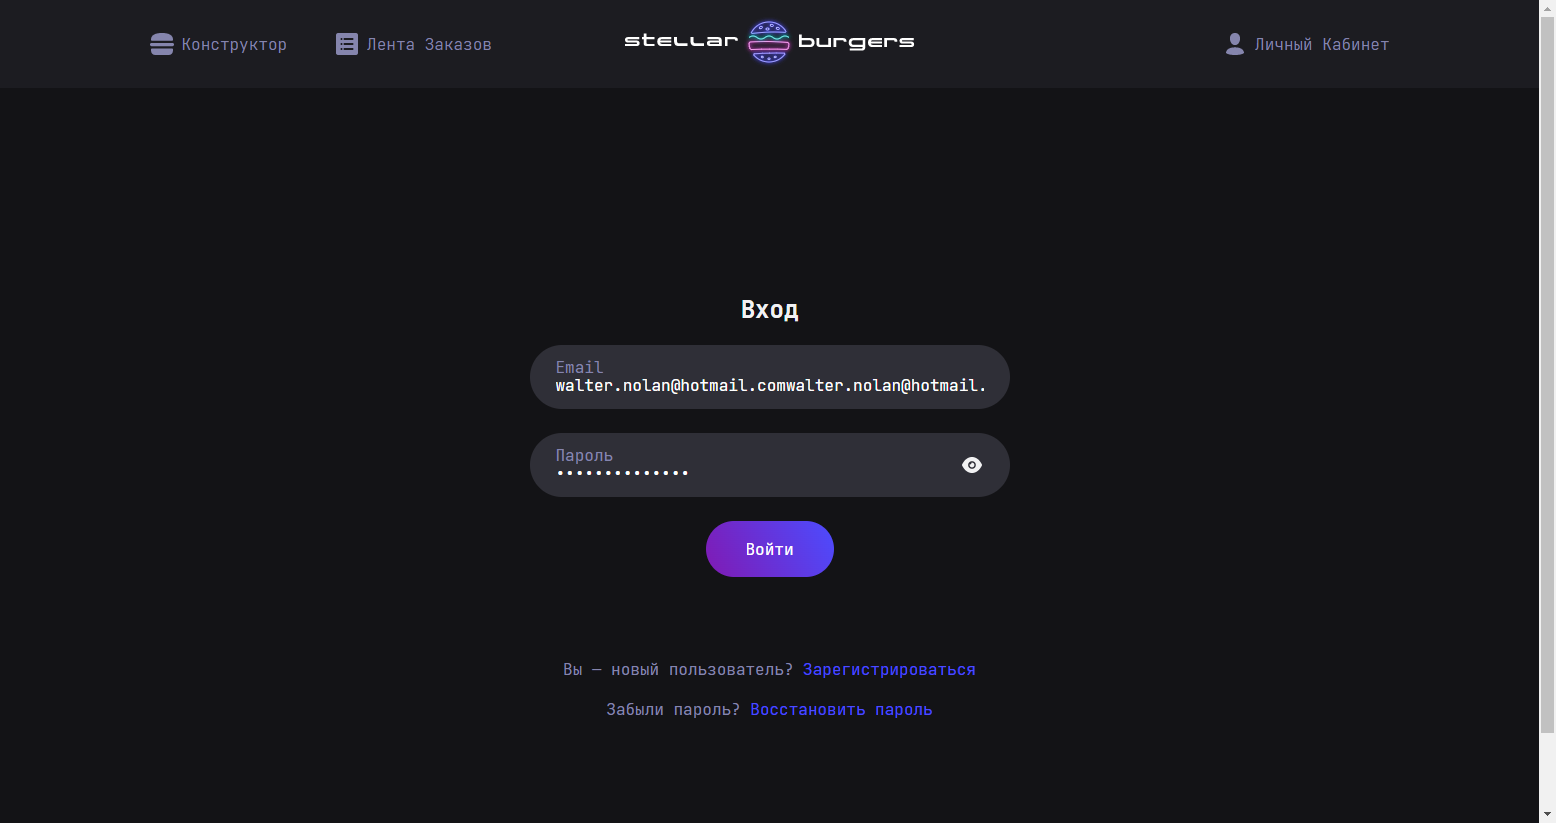 Конструктор
Лента Заказов
stellar burgers
Личный Кабинет
Вход
Email
walter.nolan@hotmail.comwalter.nolan@hotmail.
Пароль
••••••••••••••
Войти
Вы — новый пользователь? Зарегистрироваться
Забыли пароль? Восстановить пароль